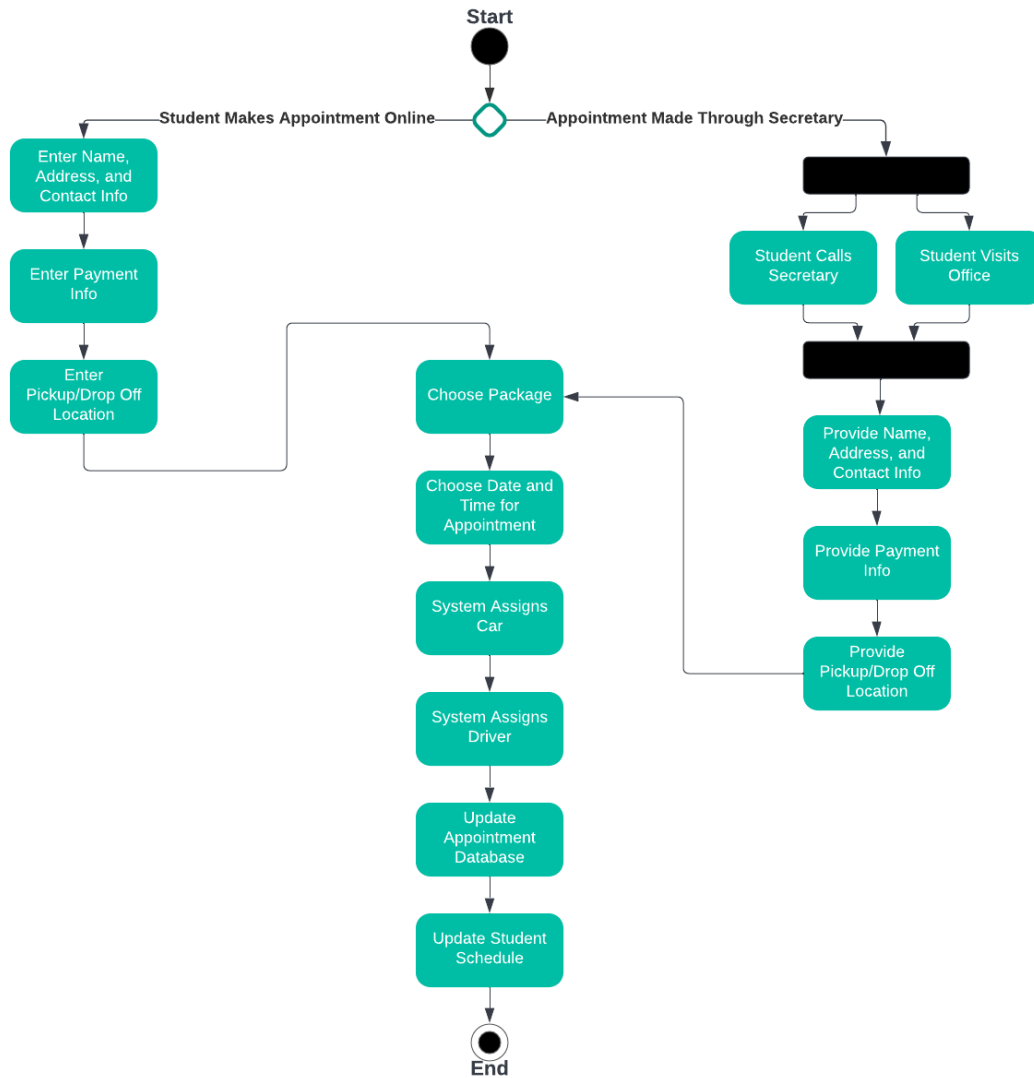 Start
Student Makes Appointment Online
Appointment Made Through Secretary
Enter Name,
Address, and
Contact Info
Enter Payment
Info
Enter
Pickup/Drop Off
Location
Student Calls
Secretary
Student Visits
Office
Provide Name,
Address, and
Contact Info
Provide Payment
Info
Provide
Pickup/Drop Off
Location
Choose Package
Choose Date and
Time for
Appointment
System Assigns
Car
System Assigns
Driver
Update
Appointment
Database
Update Student
Schedule
End